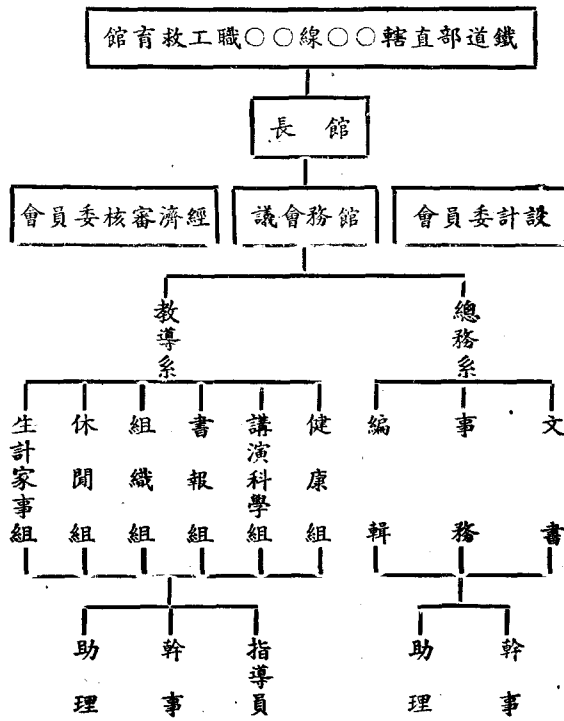 鐵道部直轄○○線○○職工教育館
館長
設計委員會
館務會議
經濟審核委員會
總務系
教導系
文書
事務
編輯
健康組
講演科學組
書報組
組織組
休閒組
生計家事組
幹事
助理
指導員
幹事
助理